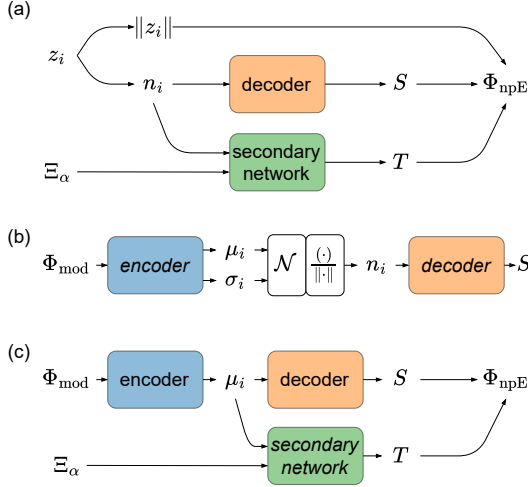 (a)
‖z_i‖
z_i
n_i
decoder
S
Φ_npE
secondary
network
T
Ξ_α
(b)
Φ_mod
encoder
μ_i
σ_i
𝒩
(·)
‖·‖
n_i
decoder
S
(c)
Φ_mod
encoder
μ_i
decoder
S
Φ_npE
secondary
network
T
Ξ_α